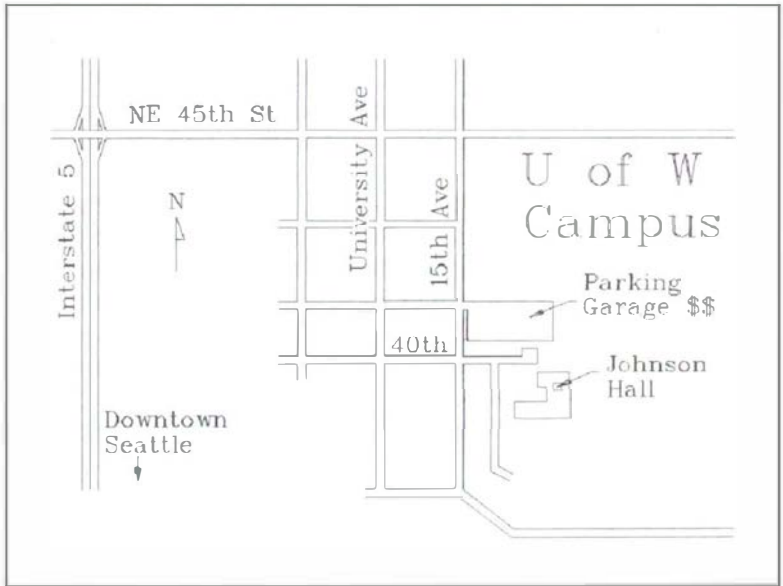 NE 45th St
University Ave
15th Ave
Interstate 5
N
U of W
Campus
Parking
Garage $$
40th
Johnson
Hall
Downtown
Seattle